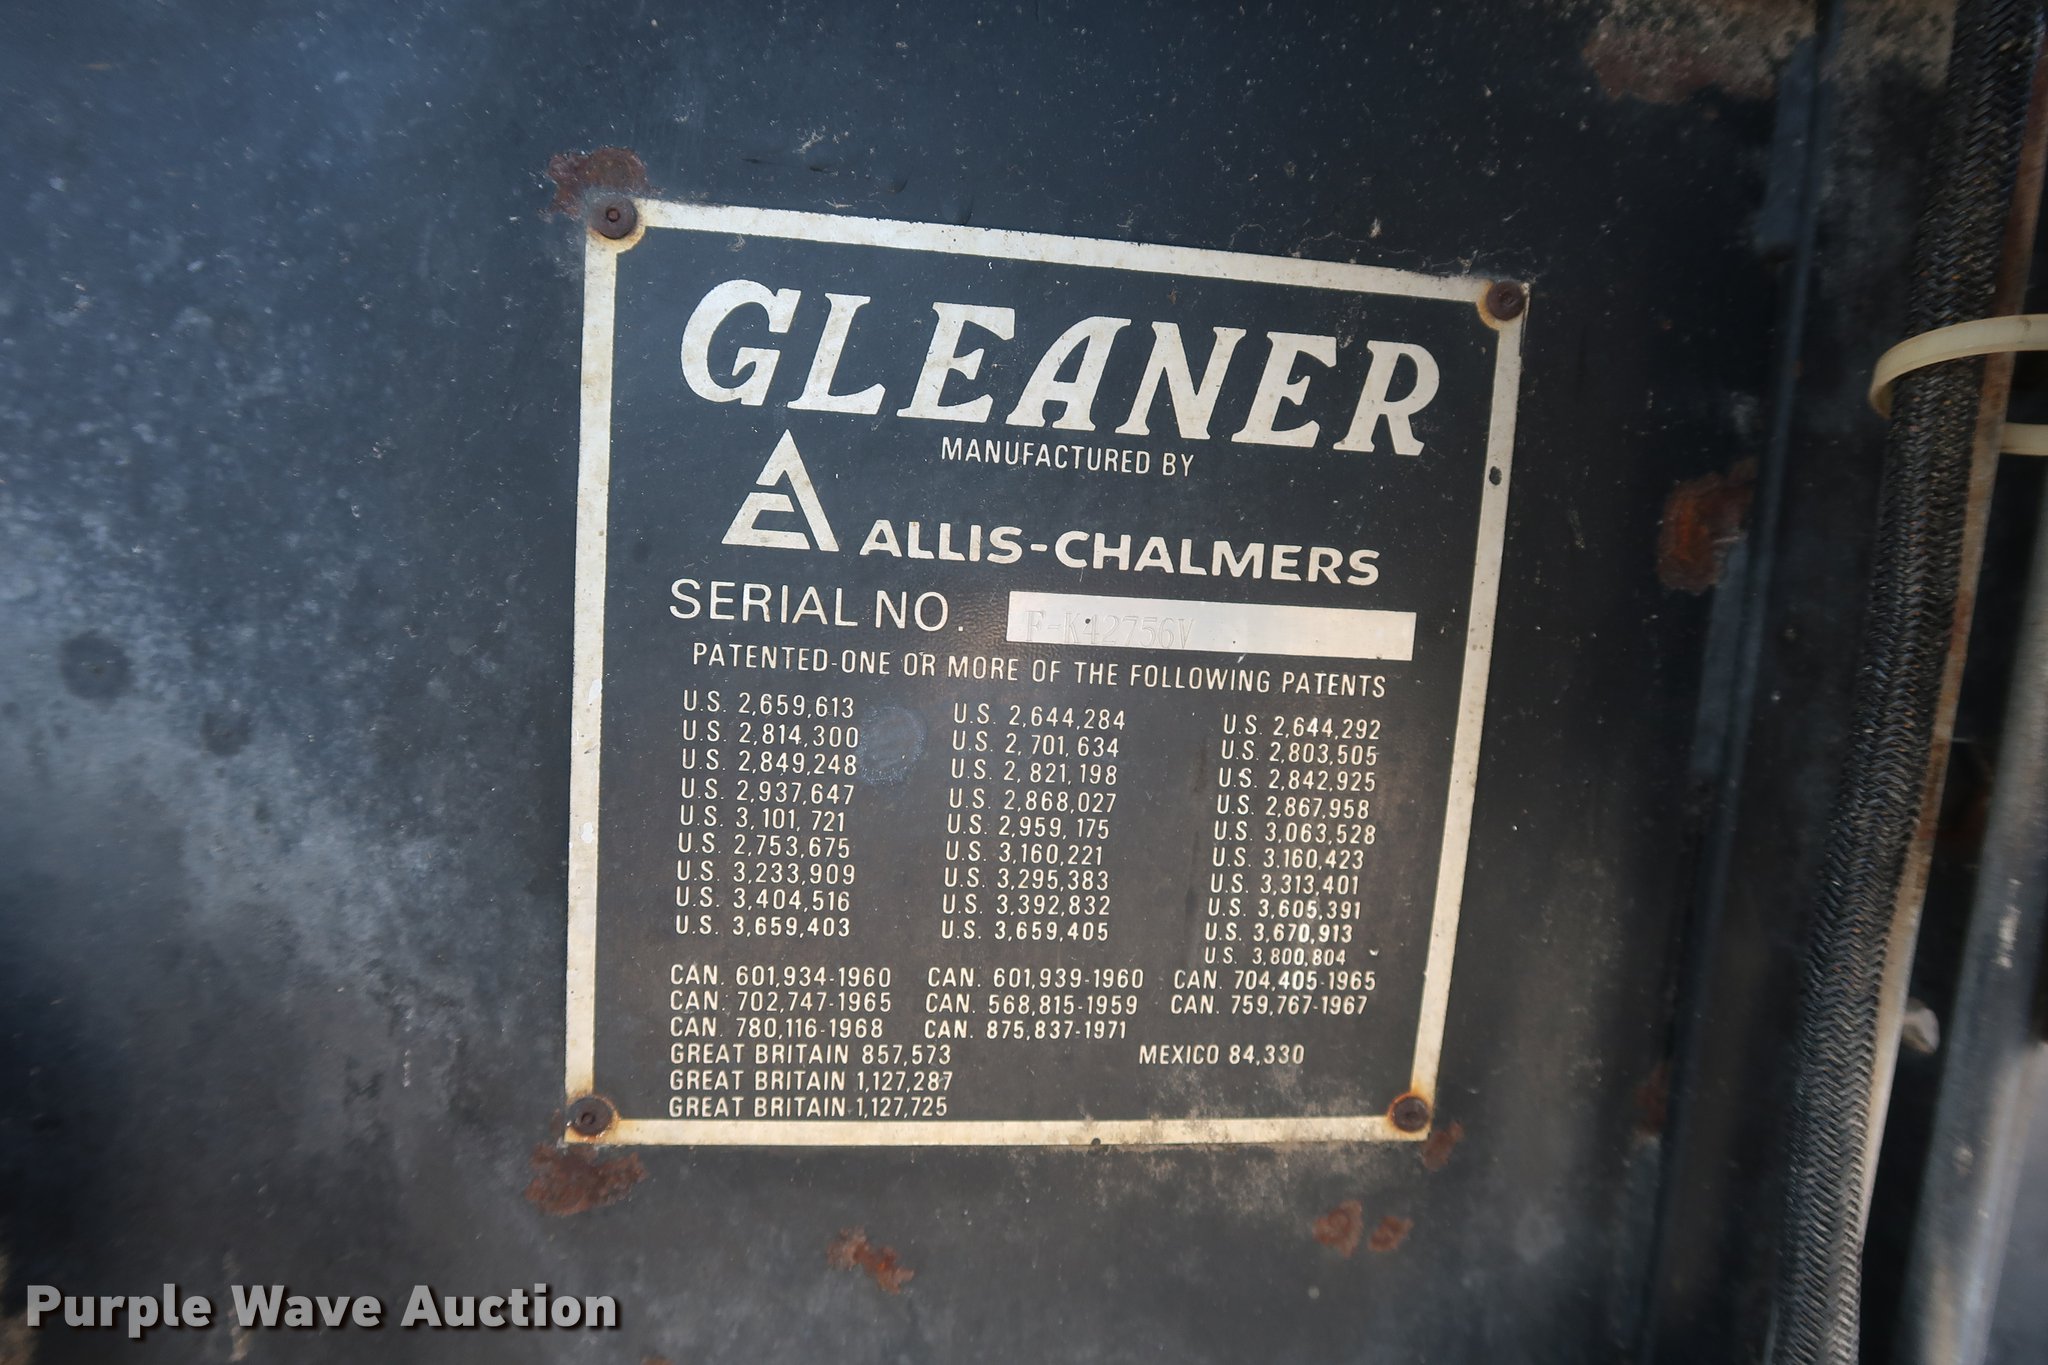 GLEANER
MANUFACTURED BY
ALLIS-CHALMERS
SERIAL NO. F-K42756V
PATENTED-ONE OR MORE OF THE FOLLOWING PATENTS
U.S. 2,659,613 U.S. 2,644,284 U.S. 2,644,292
U.S. 2,814,300 U.S. 2,701,634 U.S. 2,803,505
U.S. 2,849,248 U.S. 2,821,198 U.S. 2,842,925
U.S. 2,937,647 U.S. 2,868,027 U.S. 2,867,958
U.S. 3,101,721 U.S. 2,959,175 U.S. 3,063,528
U.S. 2,753,675 U.S. 3,160,221 U.S. 3,160,423
U.S. 3,233,909 U.S. 3,295,383 U.S. 3,313,401
U.S. 3,404,516 U.S. 3,392,832 U.S. 3,605,391
U.S. 3,659,403 U.S. 3,659,405 U.S. 3,670,913
U.S. 3,800,804
CAN. 601,934-1960 CAN. 601,939-1960 CAN. 704,405-1965
CAN. 702,747-1965 CAN. 568,815-1959 CAN. 759,767-1967
CAN. 780,116-1968 CAN. 875,837-1971
GREAT BRITAIN 857,573 MEXICO 84,330
GREAT BRITAIN 1,127,287
GREAT BRITAIN 1,127,725
Purple Wave Auction